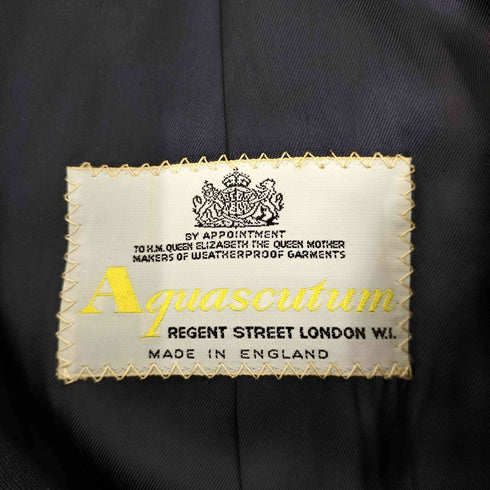 BY APPOINTMENT
TO H.M. QUEEN ELIZABETH THE QUEEN MOTHER
MAKERS OF WEATHERPROOF GARMENTS
Aquascutum
REGENT STREET LONDON W.I.
MADE IN ENGLAND